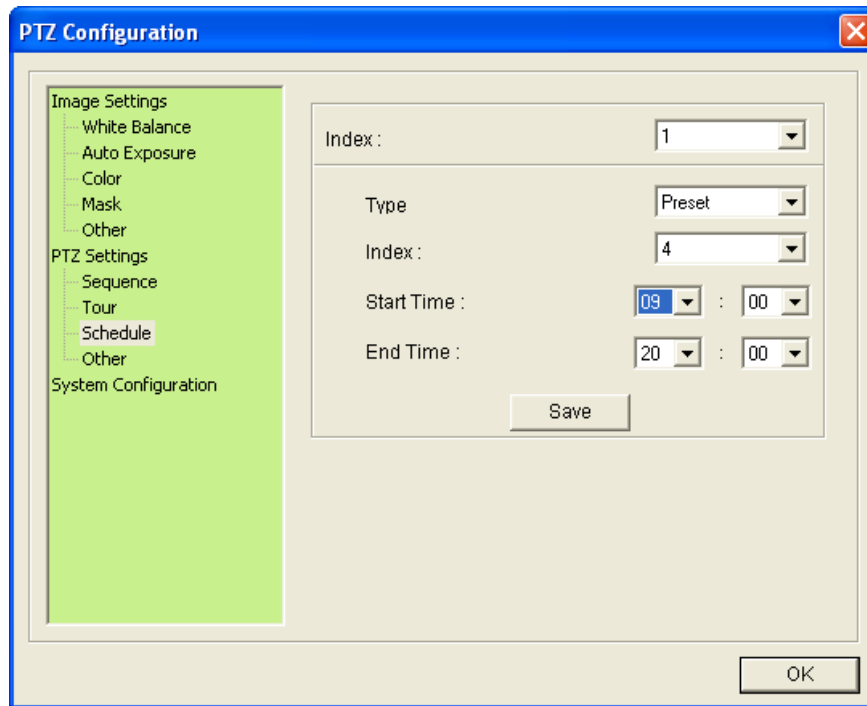 PTZ Configuration
Image Settings
White Balance
Auto Exposure
Color
Mask
Other
PTZ Settings
Sequence
Tour
Schedule
Other
System Configuration
Index : 1
Type Preset
Index : 4
Start Time : 09 : 00
End Time : 20 : 00
Save
OK